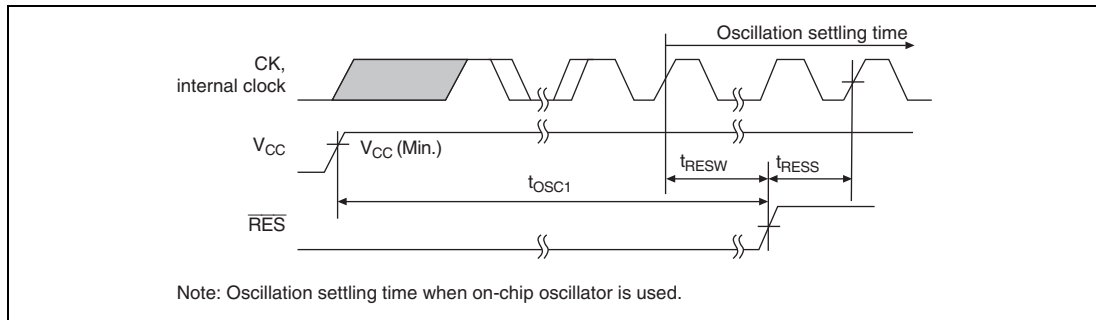 Oscillation settling time
CK,
internal clock
VCC
VCC (Min.)
tRESW
tRESS
tOSC1
RES
Note: Oscillation settling time when on-chip oscillator is used.